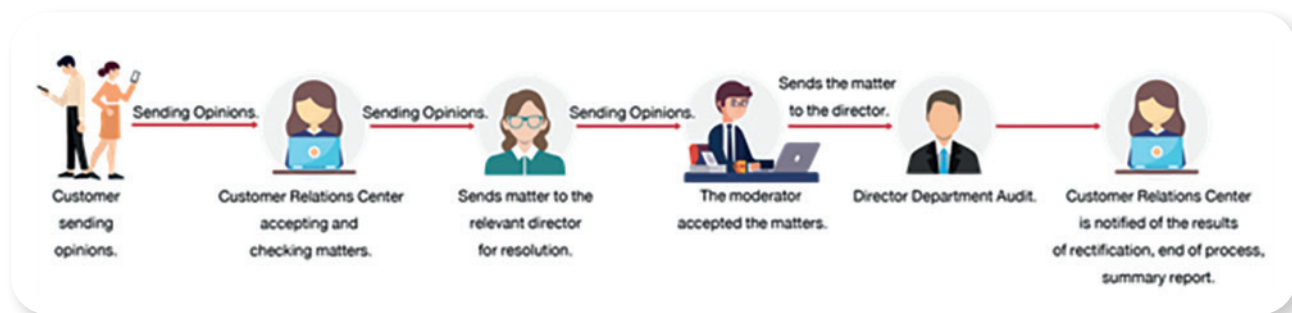 Sending Opinions.
Sending Opinions.
Sending Opinions.
Sends the matter
to the director.
Customer
sending
opinions.
Customer Relations Center
accepting and
checking matters.
Sends matter to the
relevant director
for resolution.
The moderator
accepted the matters.
Director Department Audit.
Customer Relations Center
is notified of the results
of rectification, end of process,
summary report.